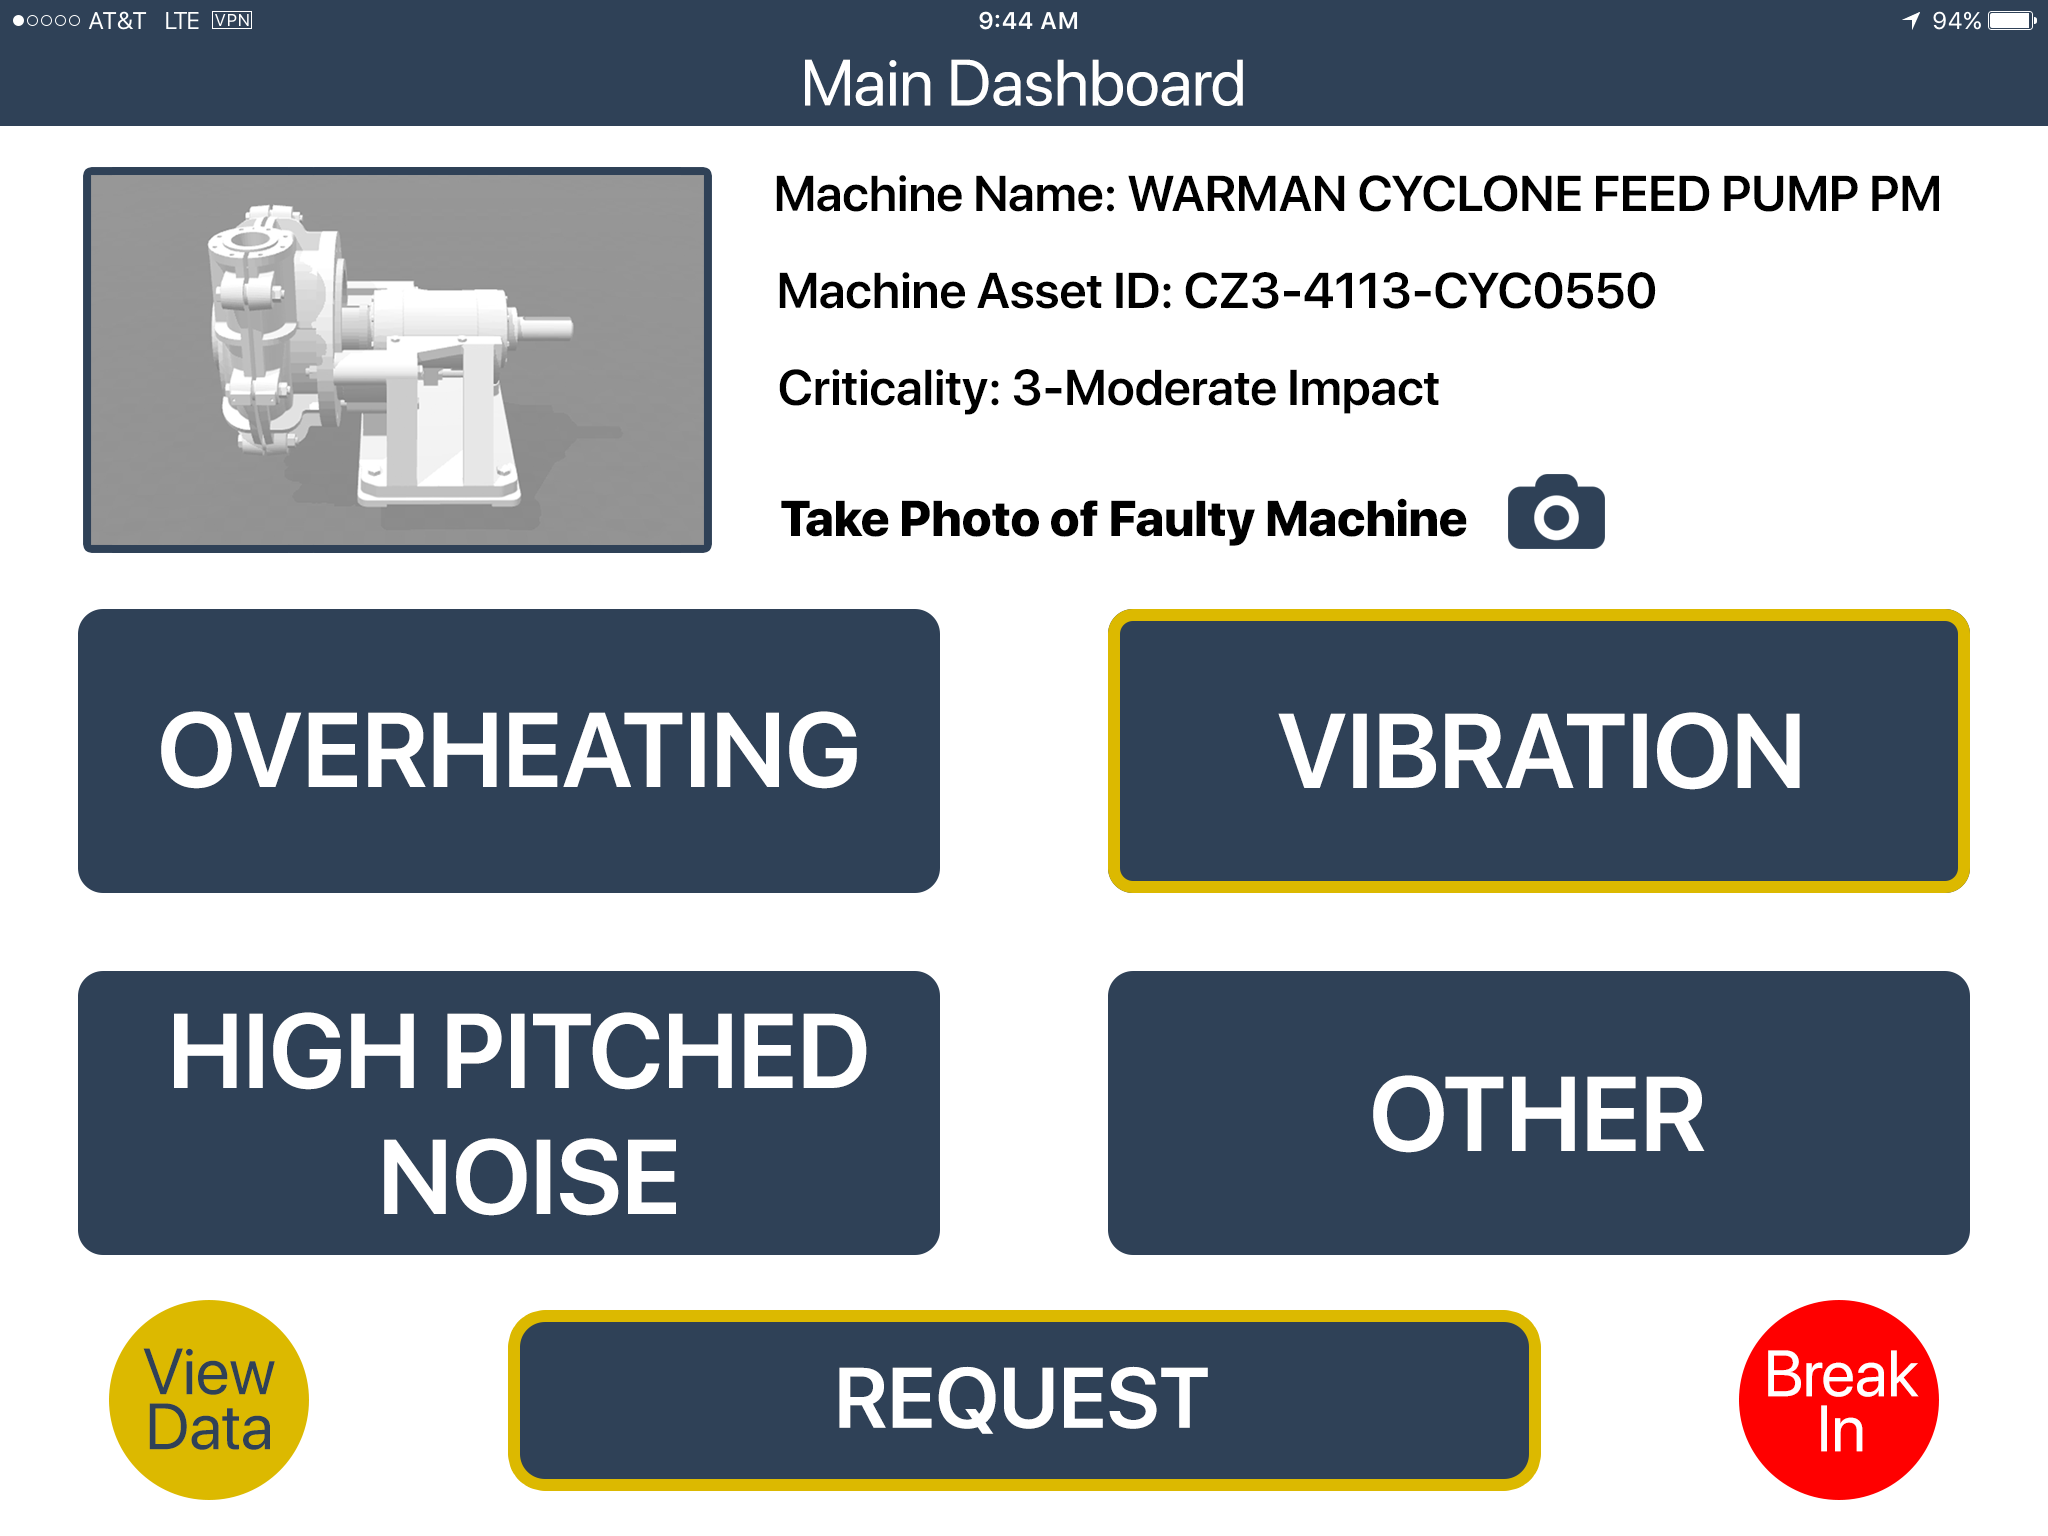 AT&T LTE VPN 9:44 AM 94%
Main Dashboard
Machine Name: WARMAN CYCLONE FEED PUMP PM
Machine Asset ID: CZ3-4113-CYC0550
Criticality: 3-Moderate Impact
Take Photo of Faulty Machine
OVERHEATING
VIBRATION
HIGH PITCHED
NOISE
OTHER
View
Data
REQUEST
Break
In